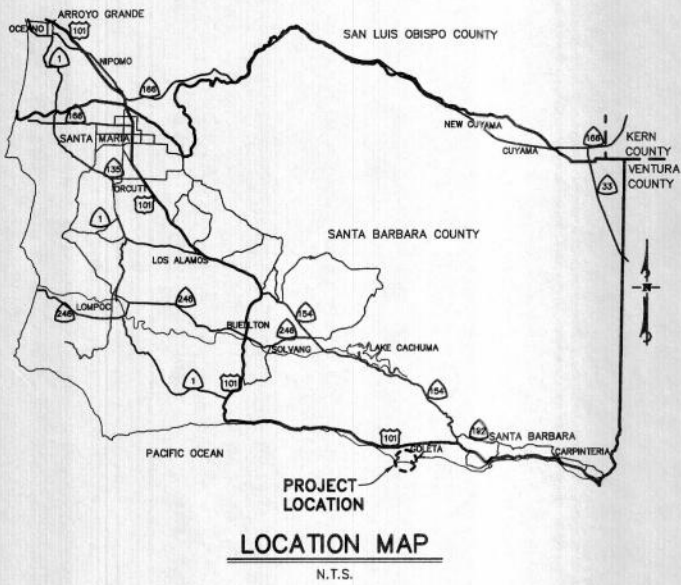 ARROYO GRANDE
OCEANO
101
SAN LUIS OBISPO COUNTY
1
NIPOMO
166
166
NEW CUYAMA
166
KERN
COUNTY
SANTA MARIA
CUYAMA
VENTURA
COUNTY
135
33
ORCUTT
1
101
SANTA BARBARA COUNTY
LOS ALAMOS
N
246
154
LOMPOC
246
BUELLTON
246
SOLVANG
LAKE CACHUMA
1
101
154
192
PACIFIC OCEAN
101
SANTA BARBARA
GOLETA
CARPINTERIA
PROJECT
LOCATION
LOCATION MAP
N.T.S.